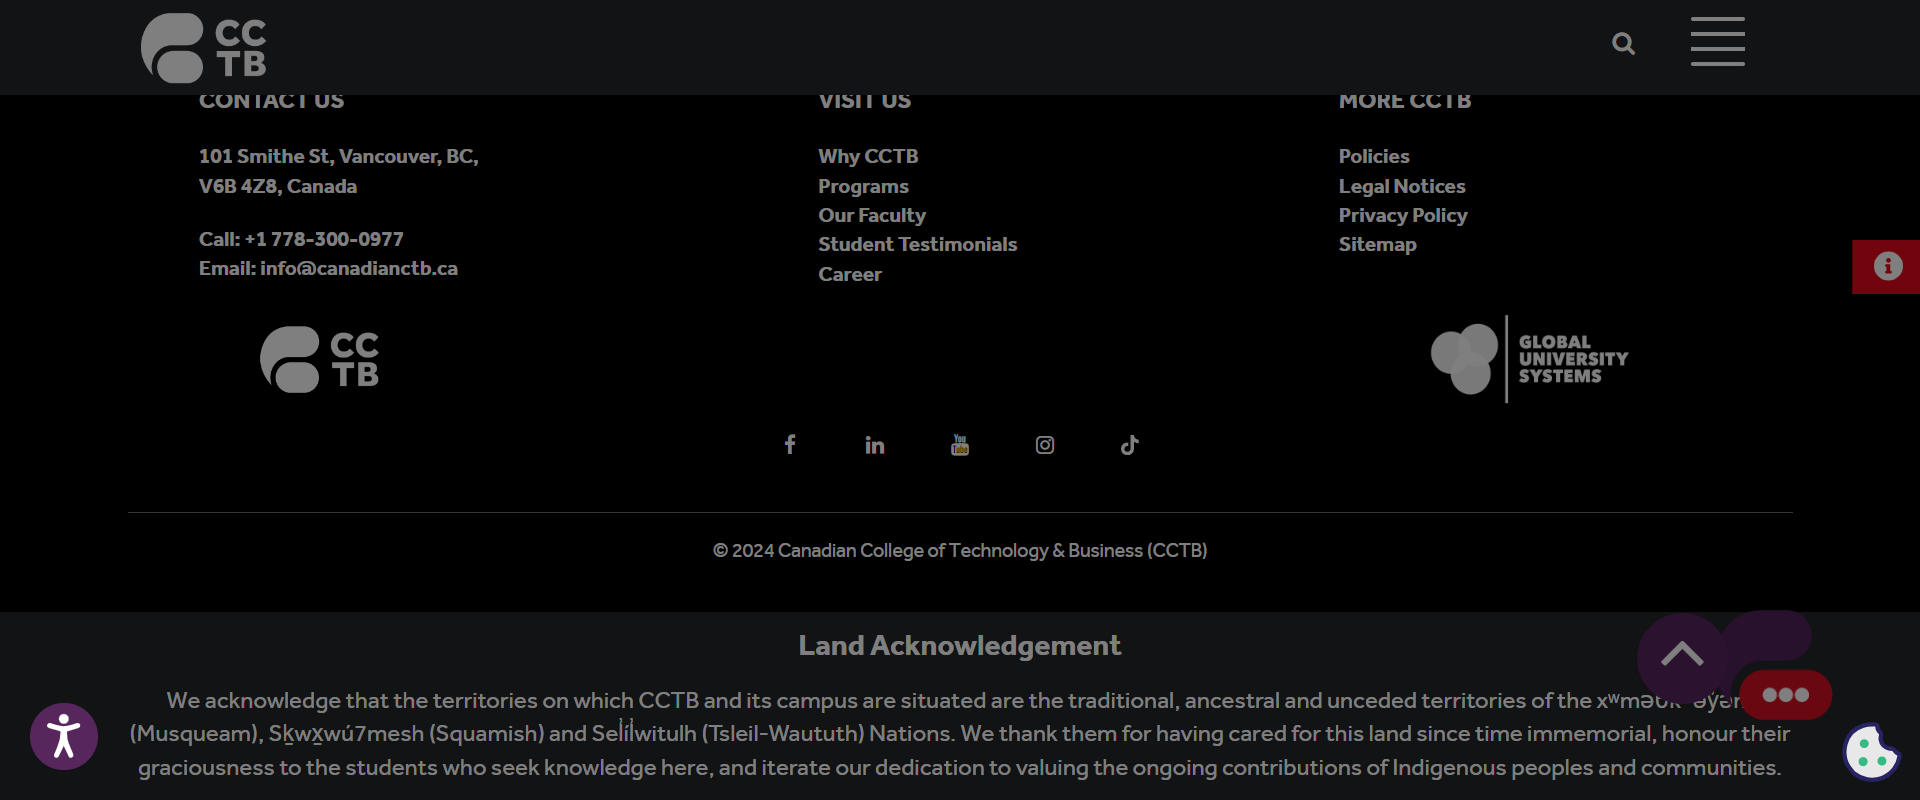 CC
TB
CONTACT US
VISIT US
MORE CCTB
101 Smithe St, Vancouver, BC,
V6B 4Z8, Canada
Call: +1 778-300-0977
Email: info@canadianctb.ca
Why CCTB
Programs
Our Faculty
Student Testimonials
Career
Policies
Legal Notices
Privacy Policy
Sitemap
CC
TB
GLOBAL
UNIVERSITY
SYSTEMS
You
Tube
© 2024 Canadian College of Technology & Business (CCTB)
Land Acknowledgement
We acknowledge that the territories on which CCTB and its campus are situated are the traditional, ancestral and unceded territories of the
(Musqueam), Sḵwx̱wú7mesh (Squamish) and Sel̓íl̓witulh (Tsleil-Waututh) Nations. We thank them for having cared for this land since time immemorial, honour their
graciousness to the students who seek knowledge here, and iterate our dedication to valuing the ongoing contributions of Indigenous peoples and communities.